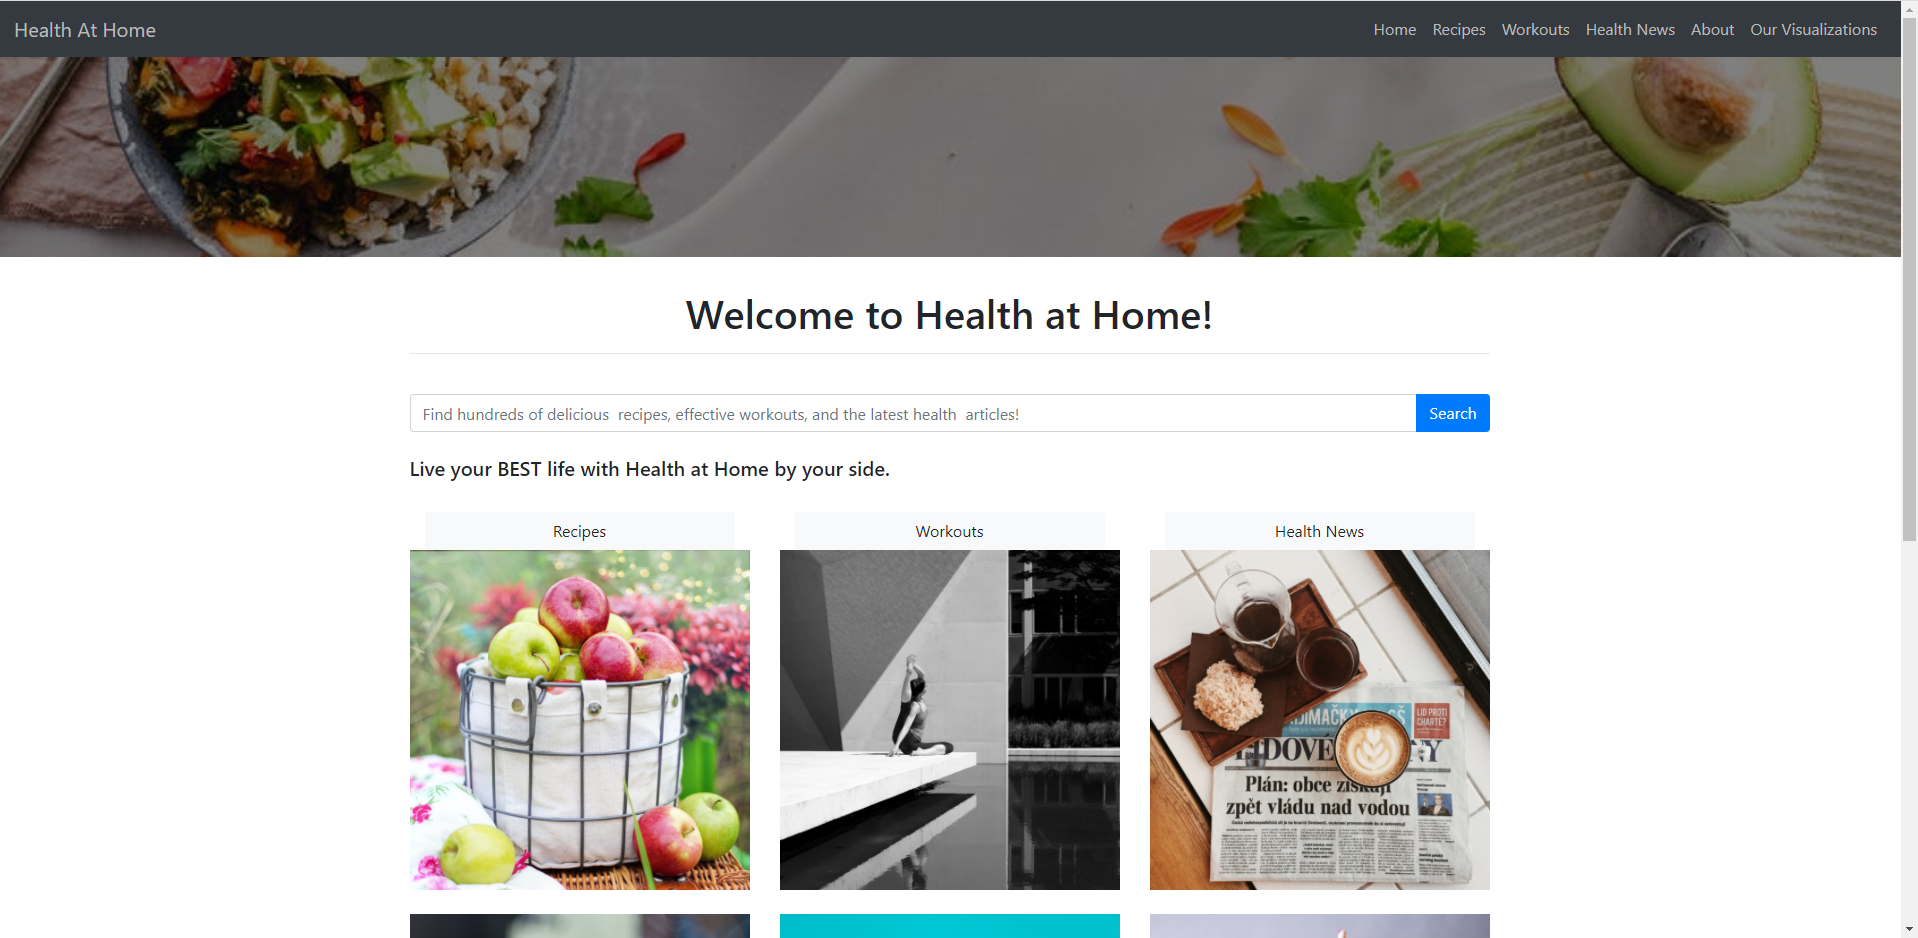 Health At Home
Home Recipes Workouts Health News About Our Visualizations
Welcome to Health at Home!
Find hundreds of delicious  recipes, effective workouts, and the latest health  articles!
Search
Live your BEST life with Health at Home by your side.
Recipes
Workouts
Health News
LID PROTI
CHARTĚ?
Plán: obce získají
zpět vládu nad vodou